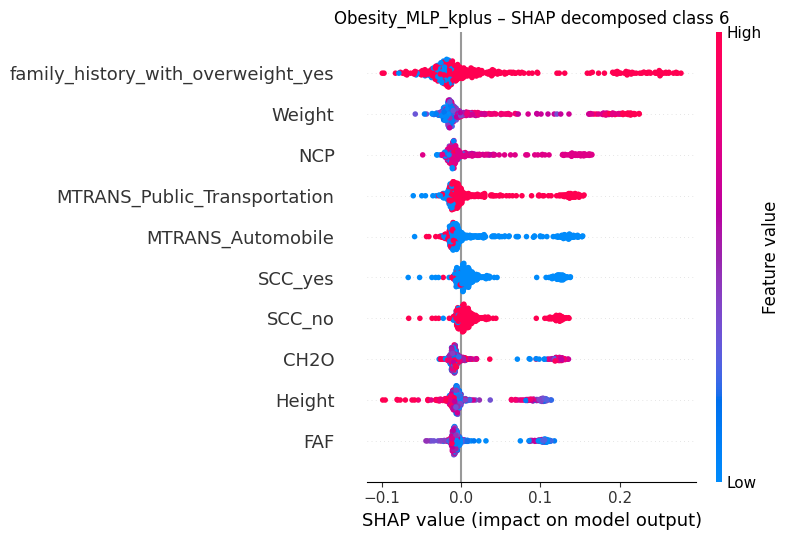 Obesity_MLP_kplus – SHAP decomposed class 6
High
family_history_with_overweight_yes
Weight
NCP
MTRANS_Public_Transportation
MTRANS_Automobile
SCC_yes
SCC_no
CH2O
Height
FAF
Feature value
Low
−0.1 0.0 0.1 0.2
SHAP value (impact on model output)